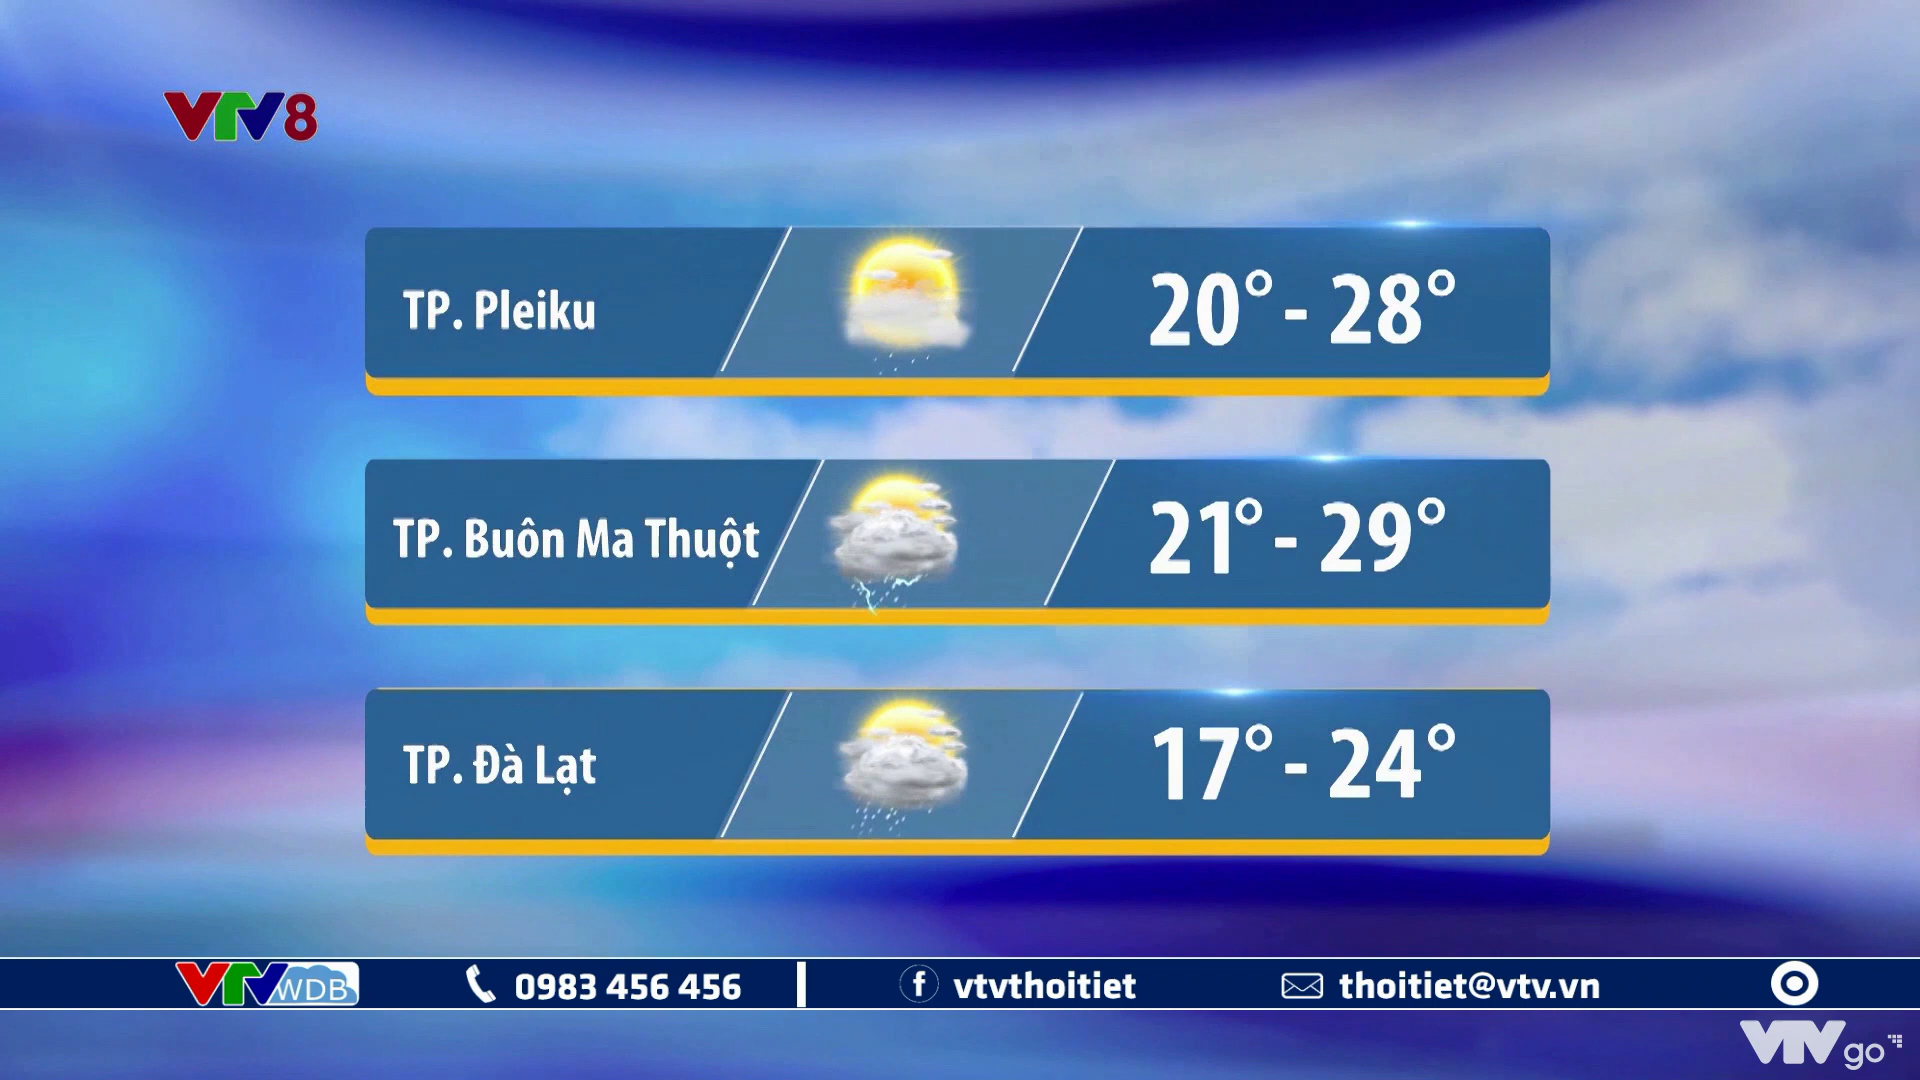 VTV8
TP. Pleiku
20° - 28°
TP. Buôn Ma Thuột
21° - 29°
TP. Đà Lạt
17° - 24°
VTV WDB
0983 456 456
vtvthoitiet
thoitiet@vtv.vn
VTV go